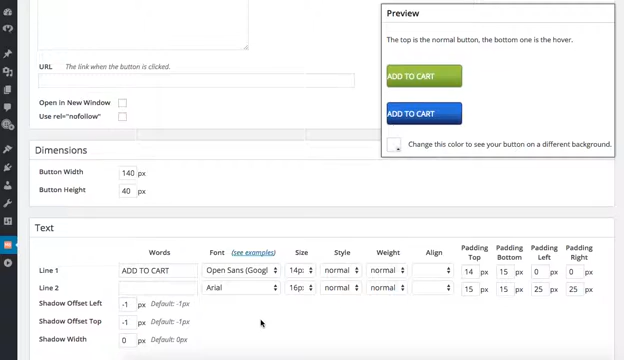 Preview
The top is the normal button, the bottom one is the hover.
ADD TO CART
ADD TO CART
Change this color to see your button on a different background.
URL The link when the button is clicked.
Open in New Window
Use rel="nofollow"
Dimensions
Button Width 140 px
Button Height 40 px
Text
Words Font (see examples) Size Style Weight Align Padding Top Padding Bottom Padding Left Padding Right
Line 1 ADD TO CART Open Sans (Googl 14px normal normal 14 px 15 px 0 px 0 px
Line 2 Arial 16px normal normal 15 px 15 px 25 px 25 px
Shadow Offset Left -1 Default: -1px
Shadow Offset Top -1 Default: -1px
Shadow Width 0 Default: 0px